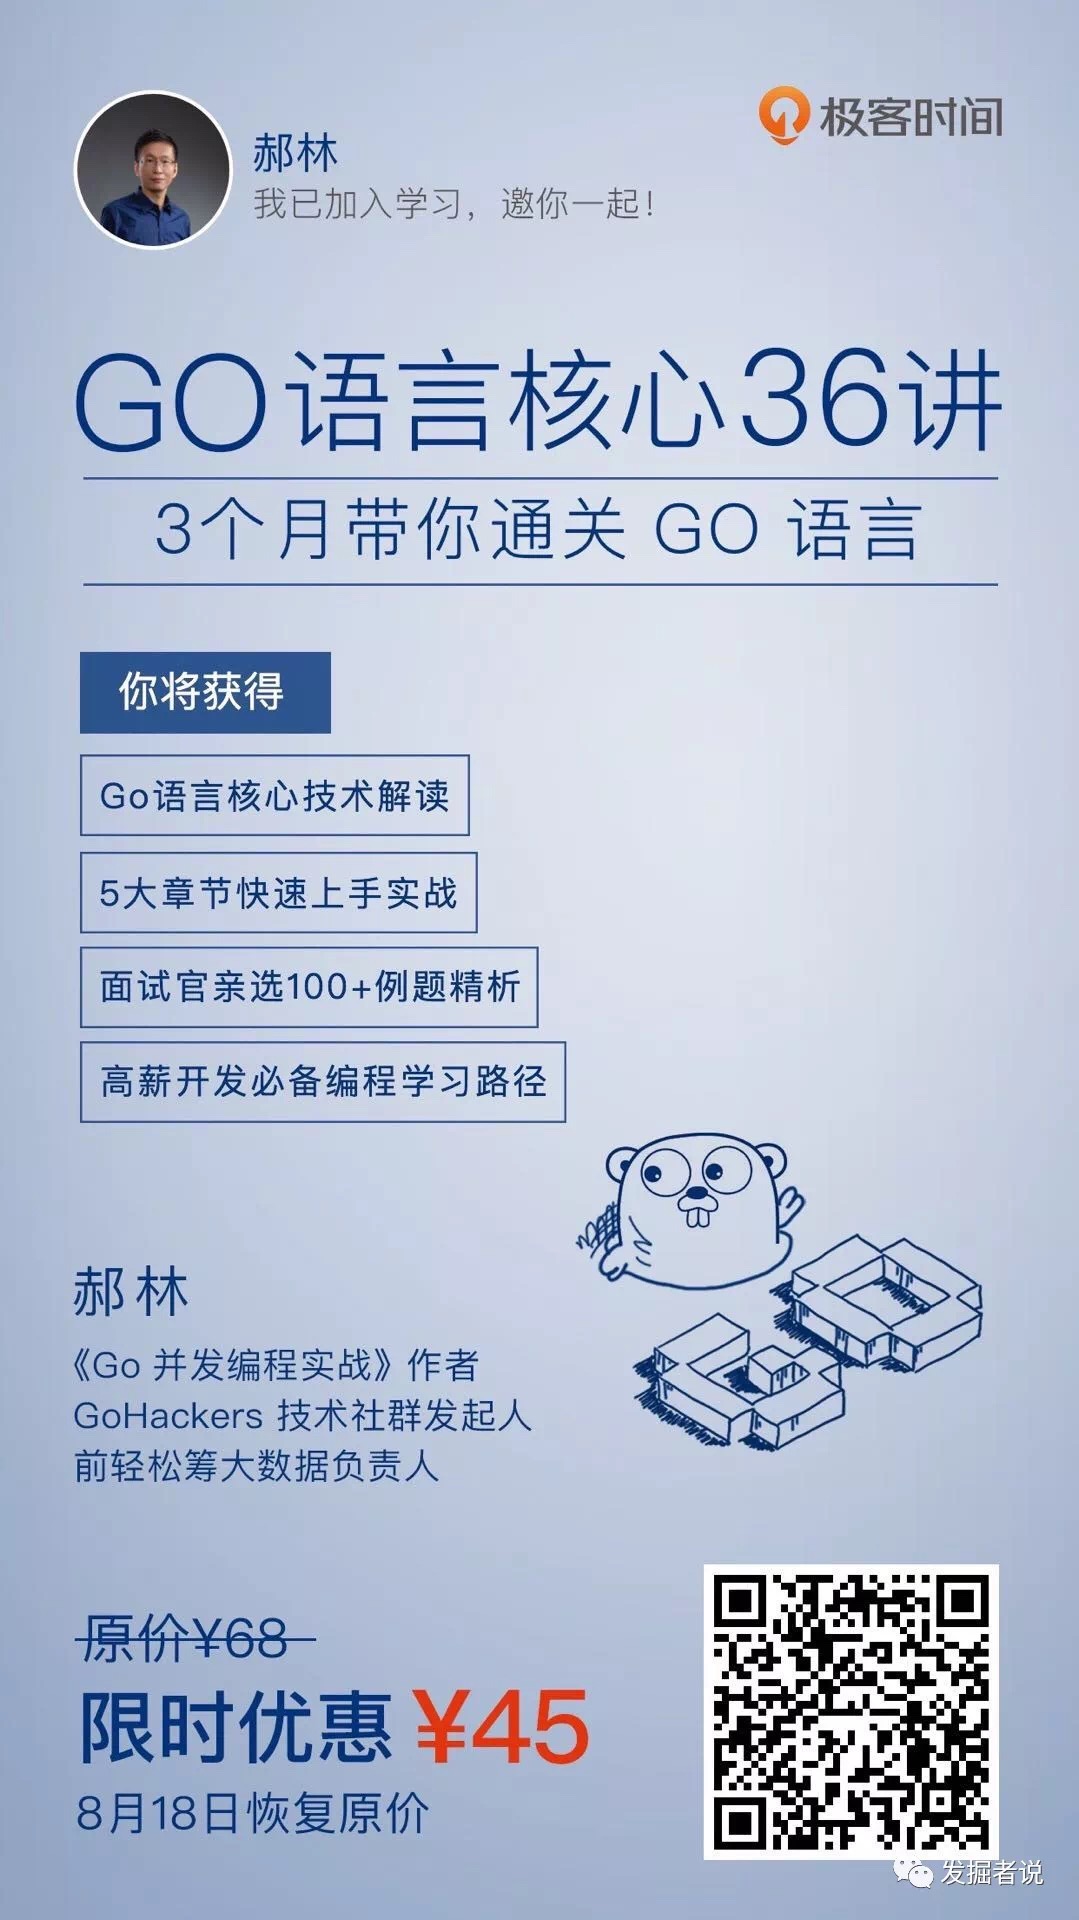 郝林
我已加入学习，邀你一起！
极客时间
GO语言核心36讲
3个月带你通关 GO 语言
你将获得
Go语言核心技术解读
5大章节快速上手实战
面试官亲选100+例题精析
高薪开发必备编程学习路径
郝林
《Go 并发编程实战》作者
GoHackers 技术社群发起人
前轻松筹大数据负责人
原价¥68
限时优惠 ¥45
8月18日恢复原价
发掘者说